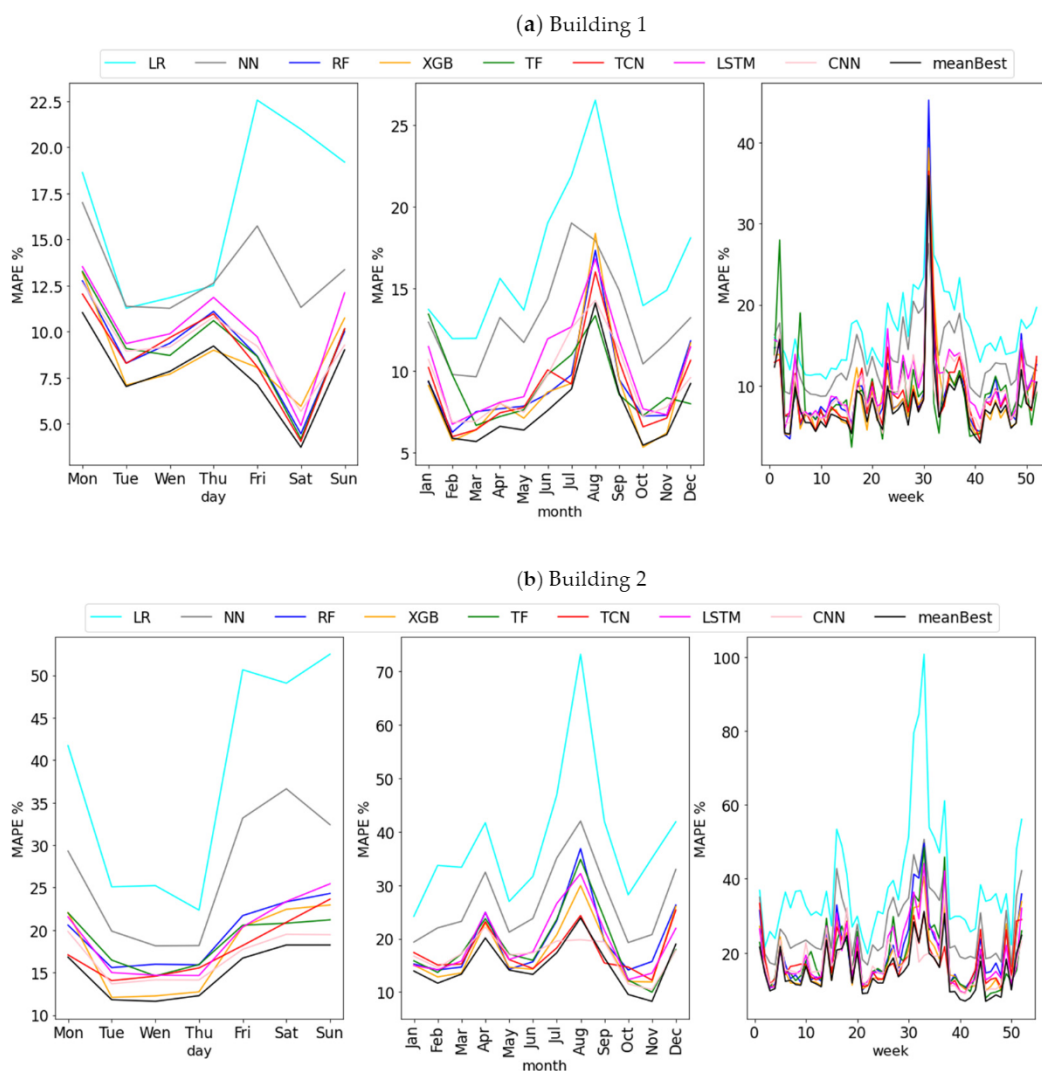 (a) Building 1
LR NN RF XGB TF TCN LSTM CNN meanBest
MAPE %
22.5
20.0
17.5
15.0
12.5
10.0
7.5
5.0
Mon Tue Wen Thu Fri Sat Sun
day
MAPE %
25
20
15
10
5
Jan Feb Mar Apr May Jun Jul Aug Sep Oct Nov Dec
month
MAPE %
40
30
20
10
0 10 20 30 40 50
week
(b) Building 2
LR NN RF XGB TF TCN LSTM CNN meanBest
MAPE %
50
45
40
35
30
25
20
15
10
Mon Tue Wen Thu Fri Sat Sun
day
MAPE %
70
60
50
40
30
20
10
Jan Feb Mar Apr May Jun Jul Aug Sep Oct Nov Dec
month
MAPE %
100
80
60
40
20
0 10 20 30 40 50
week